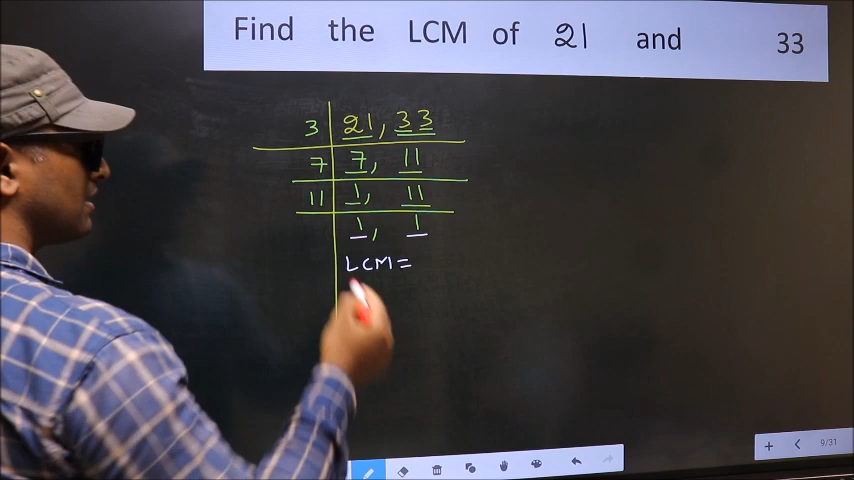 Find the LCM of 21 and 33
3 21, 33
7 7, 11
11 1, 11
1, 1
LCM =
9/31